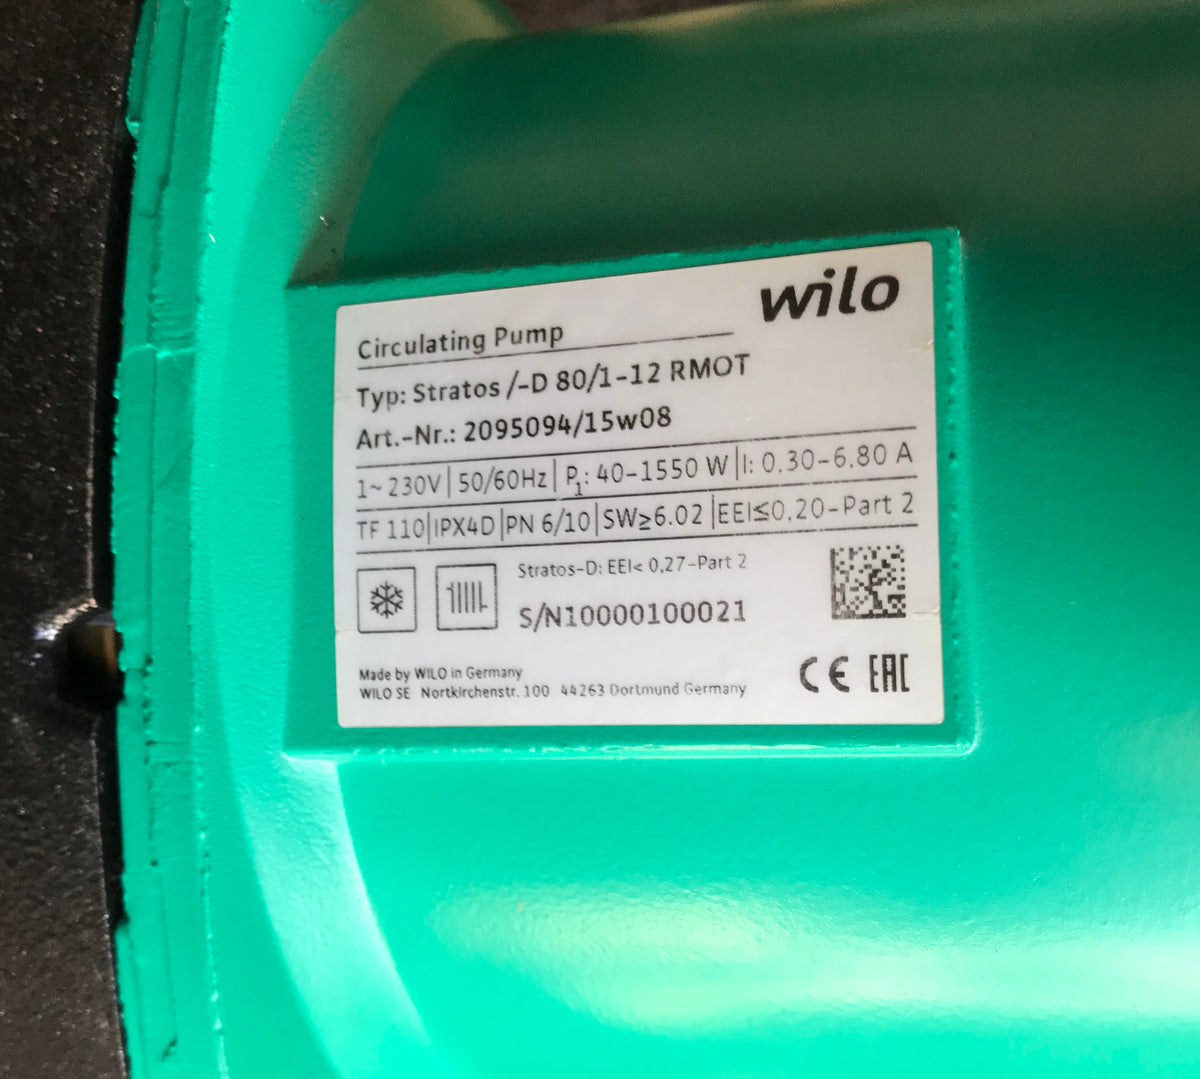 wilo
Circulating Pump
Typ: Stratos /-D 80/1-12 RMOT
Art.-Nr.: 2095094/15w08
1~ 230V | 50/60Hz | P1: 40-1550 W | I: 0,30-6,80 A
TF 110 | IPX4D | PN 6/10 | SW≥6.02 | EEI≤0,20-Part 2
Stratos-D: EEI< 0,27-Part 2
S/N10000100021
Made by WILO in Germany
WILO SE Nortkirchenstr. 100 44263 Dortmund Germany
CE EAC